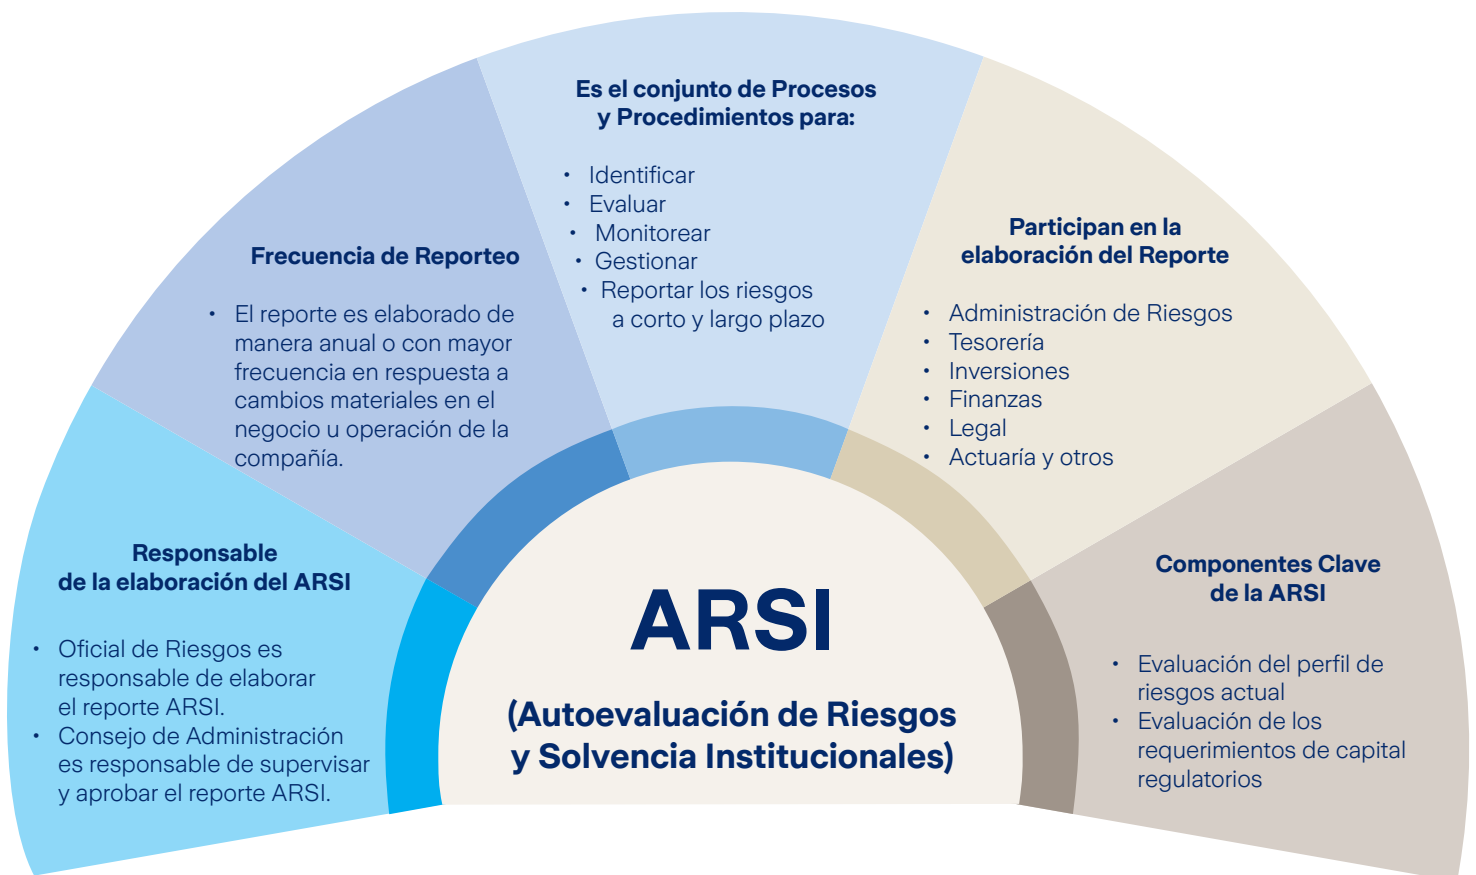 Es el conjunto de Procesos
y Procedimientos para:
• Identificar
• Evaluar
• Monitorear
• Gestionar
• Reportar los riesgos
a corto y largo plazo
Frecuencia de Reporteo
• El reporte es elaborado de
manera anual o con mayor
frecuencia en respuesta a
cambios materiales en el
negocio u operación de la
compañía.
Participan en la
elaboración del Reporte
• Administración de Riesgos
• Tesorería
• Inversiones
• Finanzas
• Legal
• Actuaría y otros
Responsable
de la elaboración del ARSI
• Oficial de Riesgos es
responsable de elaborar
el reporte ARSI.
• Consejo de Administración
es responsable de supervisar
y aprobar el reporte ARSI.
ARSI
(Autoevaluación de Riesgos
y Solvencia Institucionales)
Componentes Clave
de la ARSI
• Evaluación del perfil de
riesgos actual
• Evaluación de los
requerimientos de capital
regulatorios